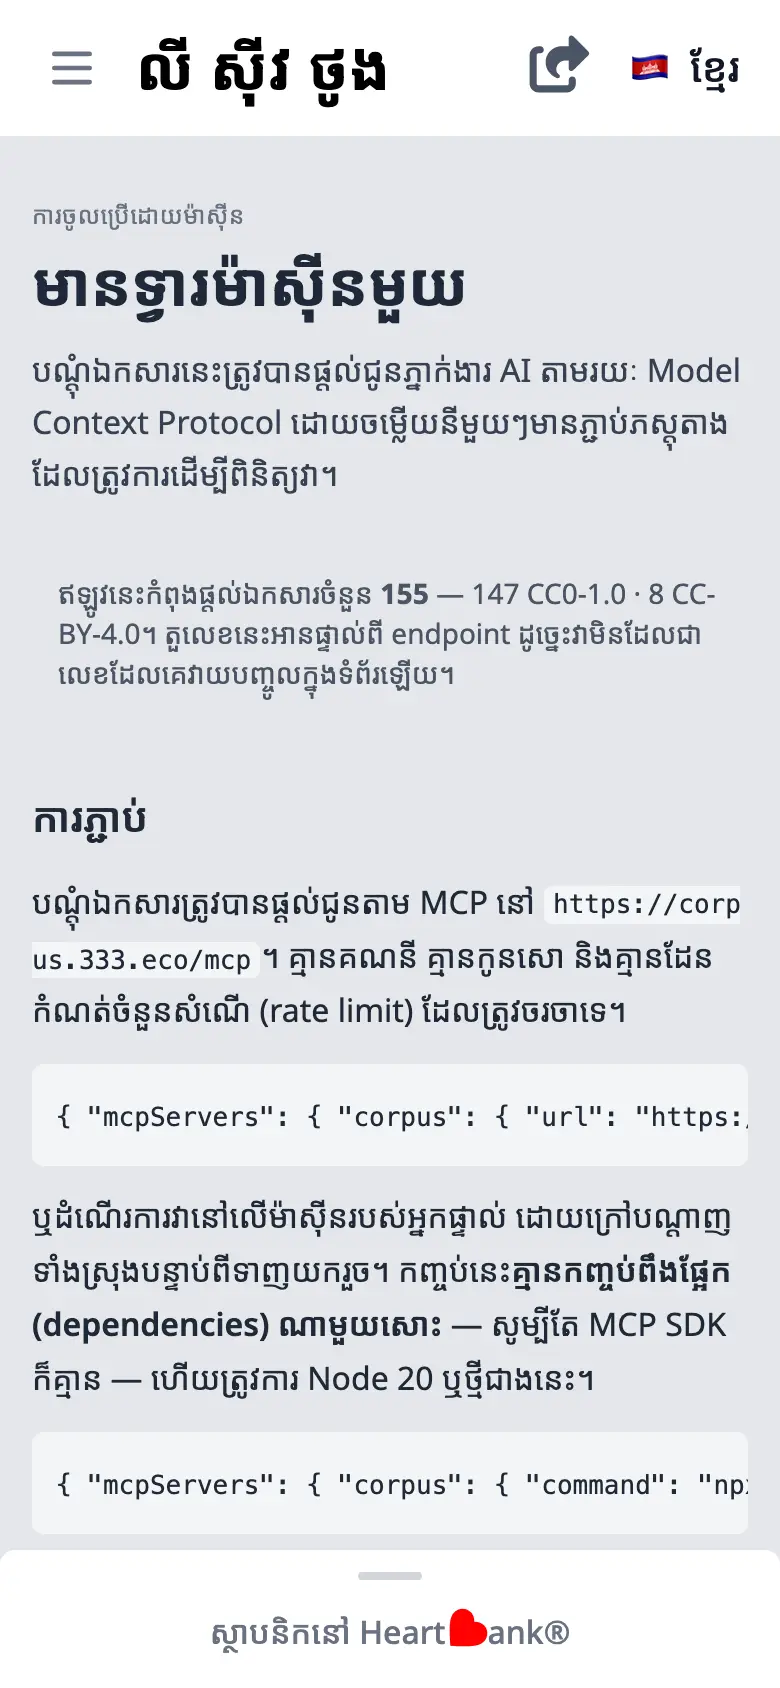 លី ស៊ីវ ថូង
ខ្មែរ
ការចូលប្រើដោយម៉ាស៊ីន
មានទ្វារម៉ាស៊ីនមួយ
បណ្តុំឯកសារនេះត្រូវបានផ្តល់ជូនភ្នាក់ងារ AI តាមរយៈ Model
Context Protocol ដោយចម្លើយនីមួយៗមានភ្ជាប់ភស្តុតាង
ដែលត្រូវការដើម្បីពិនិត្យវា។
ឥឡូវនេះកំពុងផ្តល់ឯកសារចំនួន 155 — 147 CC0-1.0 · 8 CC-
BY-4.0។ តួលេខនេះអានផ្ទាល់ពី endpoint ដូច្នេះវាមិនដែលជា
លេខដែលគេវាយបញ្ចូលក្នុងទំព័រឡើយ។
ការភ្ជាប់
បណ្តុំឯកសារត្រូវបានផ្តល់ជូនតាម MCP នៅ https://corp
us.333.eco/mcp ។ គ្មានគណនី គ្មានកូនសោ និងគ្មានដែន
កំណត់ចំនួនសំណើ (rate limit) ដែលត្រូវចរចាទេ។
{ "mcpServers": { "corpus": { "url": "https:/
ឬដំណើរការវានៅលើម៉ាស៊ីនរបស់អ្នកផ្ទាល់ ដោយក្រៅបណ្តាញ
ទាំងស្រុងបន្ទាប់ពីទាញយករួច។ កញ្ចប់នេះគ្មានកញ្ចប់ពឹងផ្អែក
(dependencies) ណាមួយសោះ — សូម្បីតែ MCP SDK
ក៏គ្មាន — ហើយត្រូវការ Node 20 ឬថ្មីជាងនេះ។
{ "mcpServers": { "corpus": { "command": "npx
ស្ថាបនិកនៅ Heart ank®